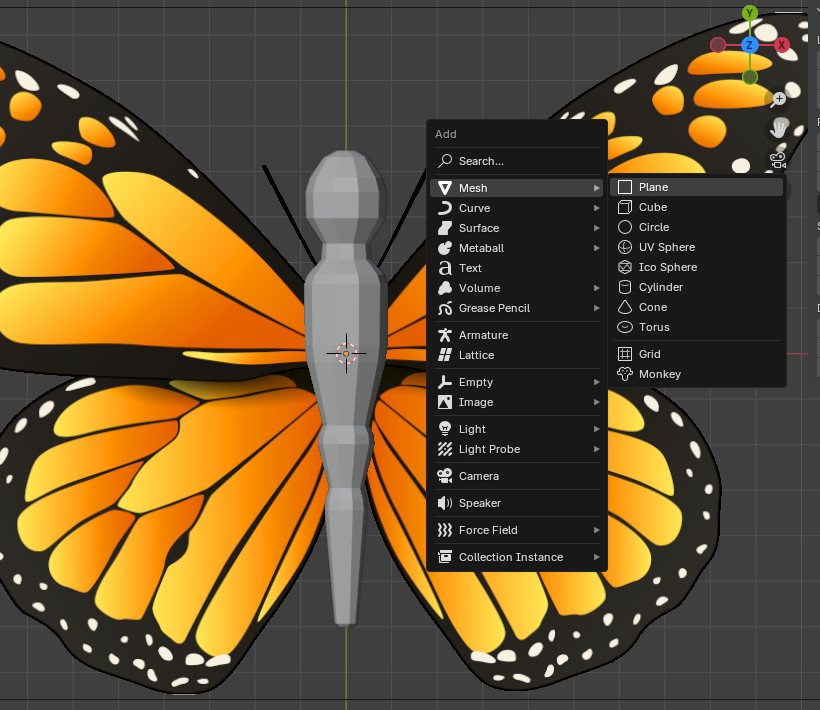 Y
Z
X
Add
Search...
Mesh
Curve
Surface
Metaball
Text
Volume
Grease Pencil
Armature
Lattice
Empty
Image
Light
Light Probe
Camera
Speaker
Force Field
Collection Instance
Plane
Cube
Circle
UV Sphere
Ico Sphere
Cylinder
Cone
Torus
Grid
Monkey